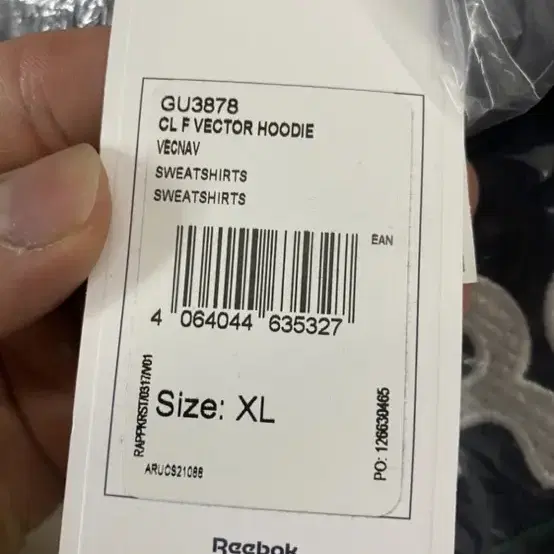 GU3878
CL F VECTOR HOODIE
VECNAV
SWEATSHIRTS
SWEATSHIRTS
EAN
4 064044 635327
RAPPKRST/0317/V01
Size: XL
PO: 126630465
ARUCS21086
Reebok